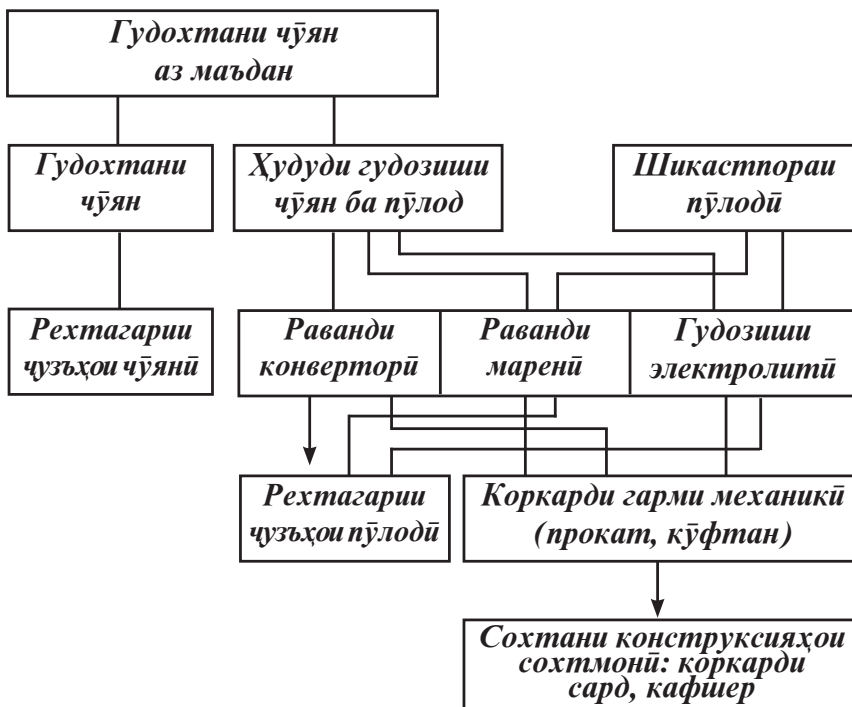 Гудохтани чӯян
аз маъдан
Гудохтани
чӯян
Ҳудуди гудозиши
чӯян ба пӯлод
Шикастпораи
пӯлодӣ
Рехтагарии
ҷузъҳои чӯянӣ
Раванди
конверторӣ
Раванди
маренӣ
Гудозиши
электролитӣ
Рехтагарии
ҷузъҳои пӯлодӣ
Коркарди гарми механикӣ
(прокат, кӯфтан)
Сохтани конструксияҳои
сохтмонӣ: коркарди
сард, кафшер